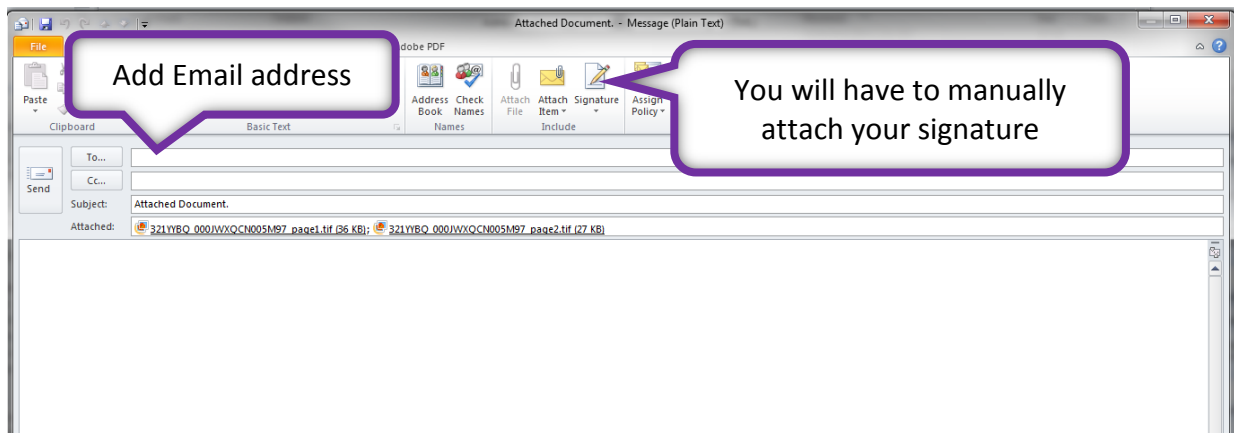 Attached Document. - Message (Plain Text)
File
dobe PDF
Add Email address
You will have to manually
attach your signature
Paste
Address Book
Check Names
Attach File
Attach Item
Signature
Assign Policy
Clipboard
Basic Text
Names
Include
To...
Send
Cc...
Subject: Attached Document.
Attached: 321YYBQ_000JWXQCN005M97_page1.tif (36 KB); 321YYBQ_000JWXQCN005M97_page2.tif (27 KB)